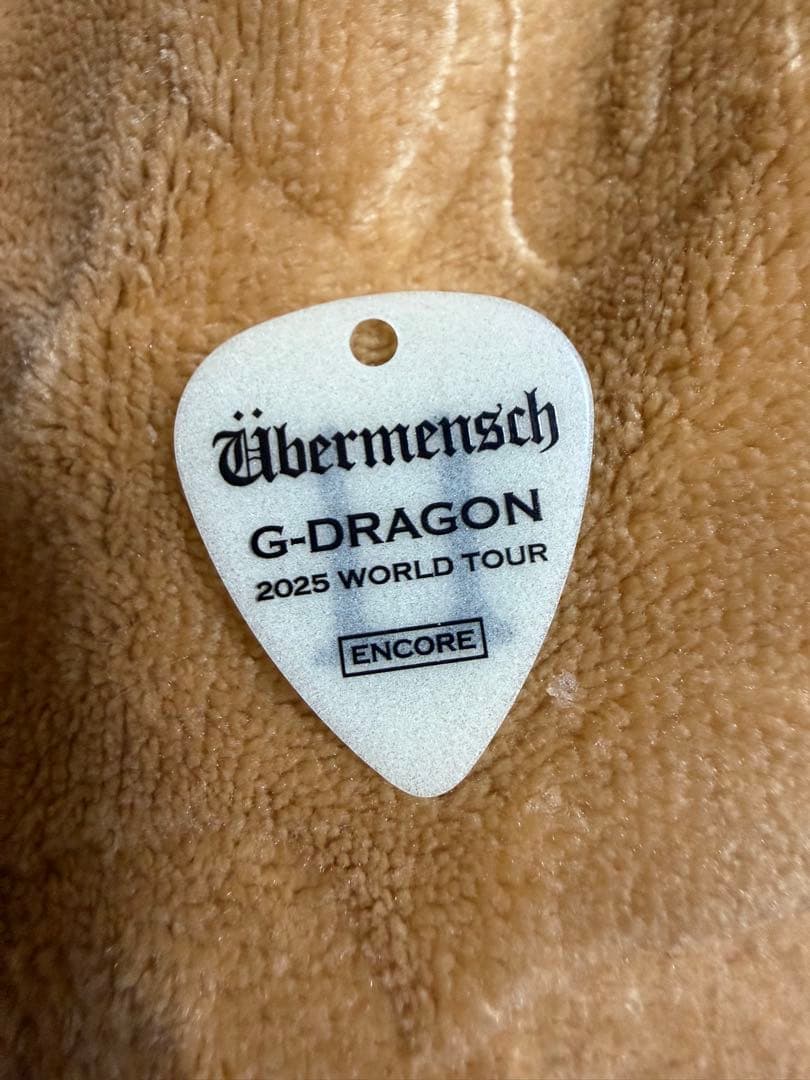 Übermensch
G-DRAGON
2025 WORLD TOUR
ENCORE